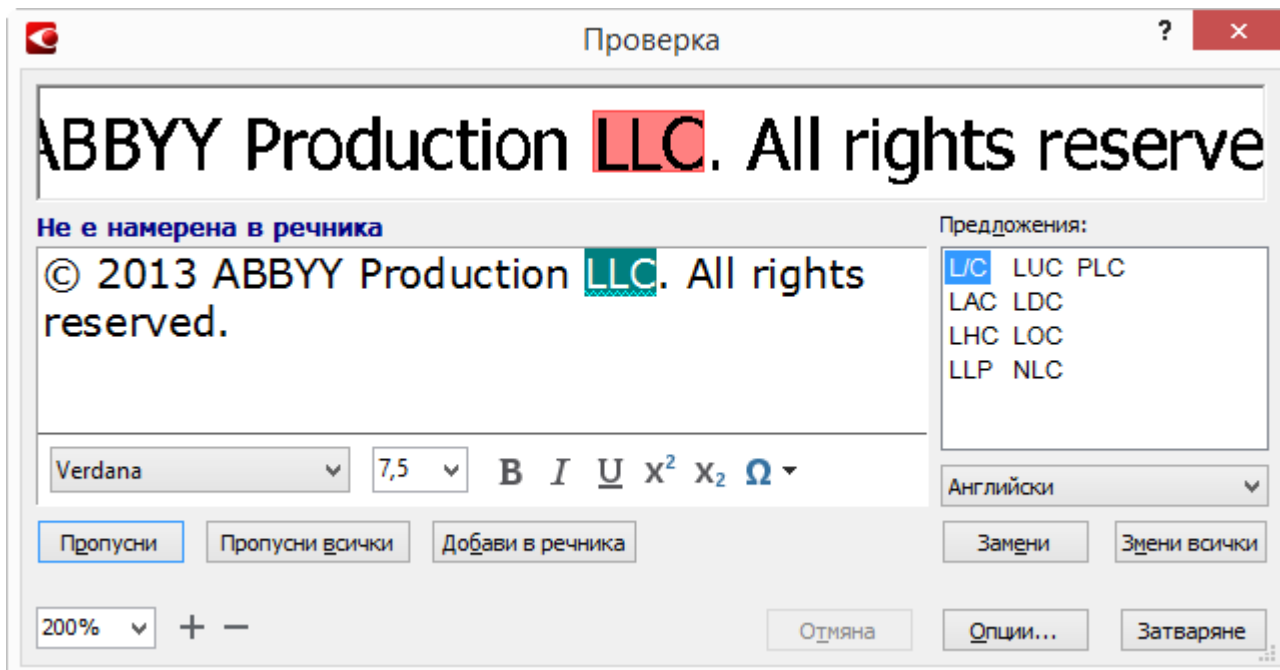 Проверка
?
ABBYY Production LLC. All rights reserve
Не е намерена в речника
Предложения:
© 2013 ABBYY Production LLC. All rights
reserved.
L/C LUC PLC
LAC LDC
LHC LOC
LLP NLC
Verdana
7,5
B I U X² X₂ Ω
Английски
Пропусни
Пропусни всички
Добави в речника
Замени
Змени всички
200%
+ −
Отмяна
Опции...
Затваряне